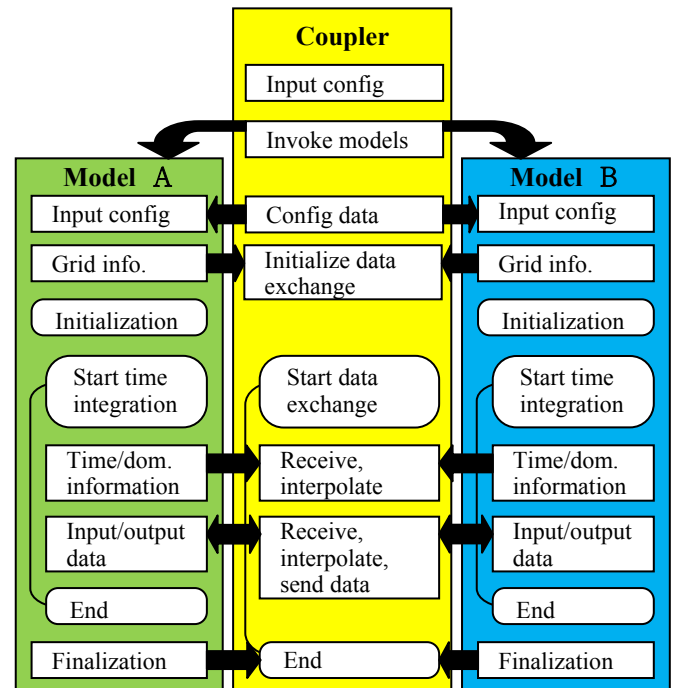 Coupler
Input config
Invoke models
Model A
Model B
Input config
Config data
Input config
Grid info.
Initialize data
exchange
Grid info.
Initialization
Initialization
Start time
integration
Start data
exchange
Start time
integration
Time/dom.
information
Receive,
interpolate
Time/dom.
information
Input/output
data
Receive,
interpolate,
send data
Input/output
data
End
End
Finalization
End
Finalization